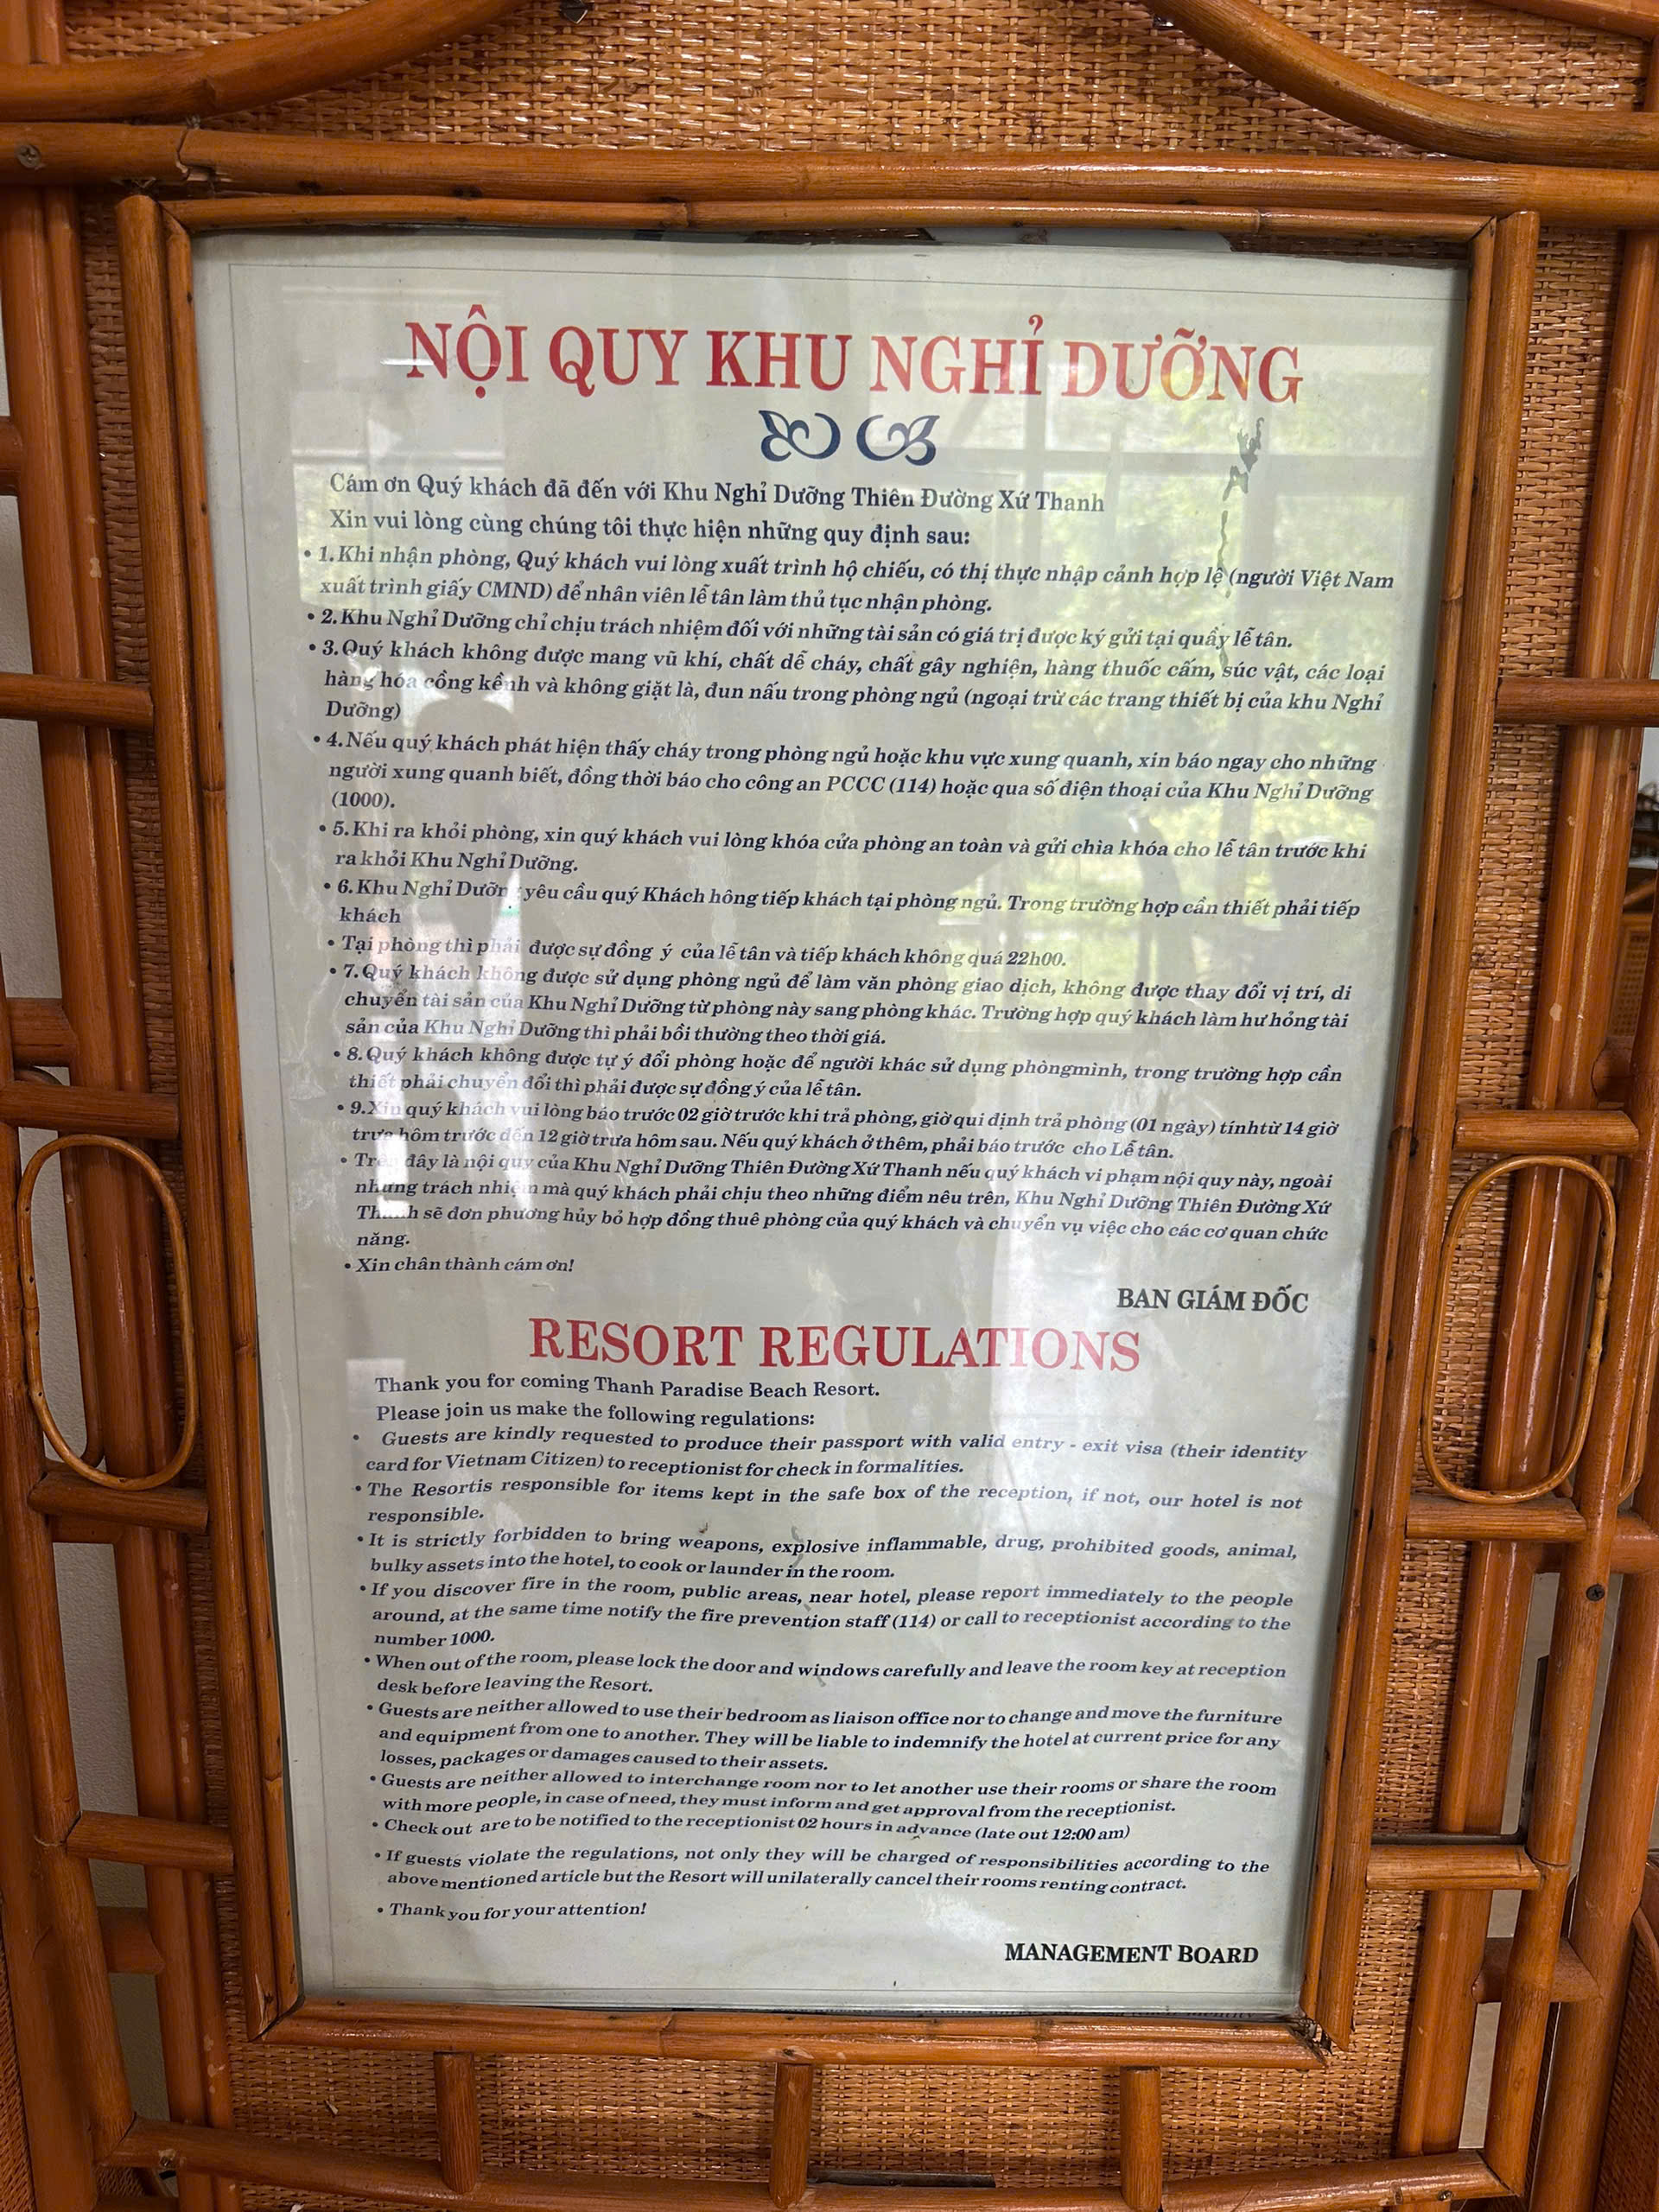 NỘI QUY KHU NGHỈ DƯỠNG
Cám ơn Quý khách đã đến với Khu Nghỉ Dưỡng Thiên Đường Xứ Thanh
Xin vui lòng cùng chúng tôi thực hiện những quy định sau:
• 1.Khi nhận phòng, Quý khách vui lòng xuất trình hộ chiếu, có thị thực nhập cảnh hợp lệ (người Việt Nam
xuất trình giấy CMND) để nhân viên lễ tân làm thủ tục nhận phòng.
• 2.Khu Nghỉ Dưỡng chỉ chịu trách nhiệm đối với những tài sản có giá trị được ký gửi tại quầy lễ tân.
• 3.Quý khách không được mang vũ khí, chất dễ cháy, chất gây nghiện, hàng thuốc cấm, súc vật, các loại
hàng hóa cồng kềnh và không giặt là, đun nấu trong phòng ngủ (ngoại trừ các trang thiết bị của khu Nghỉ
Dưỡng)
• 4.Nếu quý khách phát hiện thấy cháy trong phòng ngủ hoặc khu vực xung quanh, xin báo ngay cho những
người xung quanh biết, đồng thời báo cho công an PCCC (114) hoặc qua số điện thoại của Khu Nghỉ Dưỡng
(1000).
• 5.Khi ra khỏi phòng, xin quý khách vui lòng khóa cửa phòng an toàn và gửi chìa khóa cho lễ tân trước khi
ra khỏi Khu Nghỉ Dưỡng.
• 6.Khu Nghỉ Dưỡng yêu cầu quý Khách hông tiếp khách tại phòng ngủ. Trong trường hợp cần thiết phải tiếp
khách
• Tại phòng thì phải được sự đồng ý của lễ tân và tiếp khách không quá 22h00.
• 7.Quý khách không được sử dụng phòng ngủ để làm văn phòng giao dịch, không được thay đổi vị trí, di
chuyển tài sản của Khu Nghỉ Dưỡng từ phòng này sang phòng khác. Trường hợp quý khách làm hư hỏng tài
sản của Khu Nghỉ Dưỡng thì phải bồi thường theo thời giá.
• 8.Quý khách không được tự ý đổi phòng hoặc để người khác sử dụng phòngmình, trong trường hợp cần
thiết phải chuyển đổi thì phải được sự đồng ý của lễ tân.
• 9.Xin quý khách vui lòng báo trước 02 giờ trước khi trả phòng, giờ qui định trả phòng (01 ngày) tínhtừ 14 giờ
trưa hôm trước đến 12 giờ trưa hôm sau. Nếu quý khách ở thêm, phải báo trước cho Lễ tân.
• Trên đây là nội quy của Khu Nghỉ Dưỡng Thiên Đường Xứ Thanh nếu quý khách vi phạm nội quy này, ngoài
những trách nhiệm mà quý khách phải chịu theo những điểm nêu trên, Khu Nghỉ Dưỡng Thiên Đường Xứ
Thanh sẽ đơn phương hủy bỏ hợp đồng thuê phòng của quý khách và chuyển vụ việc cho các cơ quan chức
năng.
• Xin chân thành cám ơn!
BAN GIÁM ĐỐC
RESORT REGULATIONS
Thank you for coming Thanh Paradise Beach Resort.
Please join us make the following regulations:
• Guests are kindly requested to produce their passport with valid entry - exit visa (their identity
card for Vietnam Citizen) to receptionist for check in formalities.
• The Resortis responsible for items kept in the safe box of the reception, if not, our hotel is not
responsible.
• It is strictly forbidden to bring weapons, explosive inflammable, drug, prohibited goods, animal,
bulky assets into the hotel, to cook or launder in the room.
• If you discover fire in the room, public areas, near hotel, please report immediately to the people
around, at the same time notify the fire prevention staff (114) or call to receptionist according to the
number 1000.
• When out of the room, please lock the door and windows carefully and leave the room key at reception
desk before leaving the Resort.
• Guests are neither allowed to use their bedroom as liaison office nor to change and move the furniture
and equipment from one to another. They will be liable to indemnify the hotel at current price for any
losses, packages or damages caused to their assets.
• Guests are neither allowed to interchange room nor to let another use their rooms or share the room
with more people, in case of need, they must inform and get approval from the receptionist.
• Check out are to be notified to the receptionist 02 hours in advance (late out 12:00 am)
• If guests violate the regulations, not only they will be charged of responsibilities according to the
above mentioned article but the Resort will unilaterally cancel their rooms renting contract.
• Thank you for your attention!
MANAGEMENT BOARD